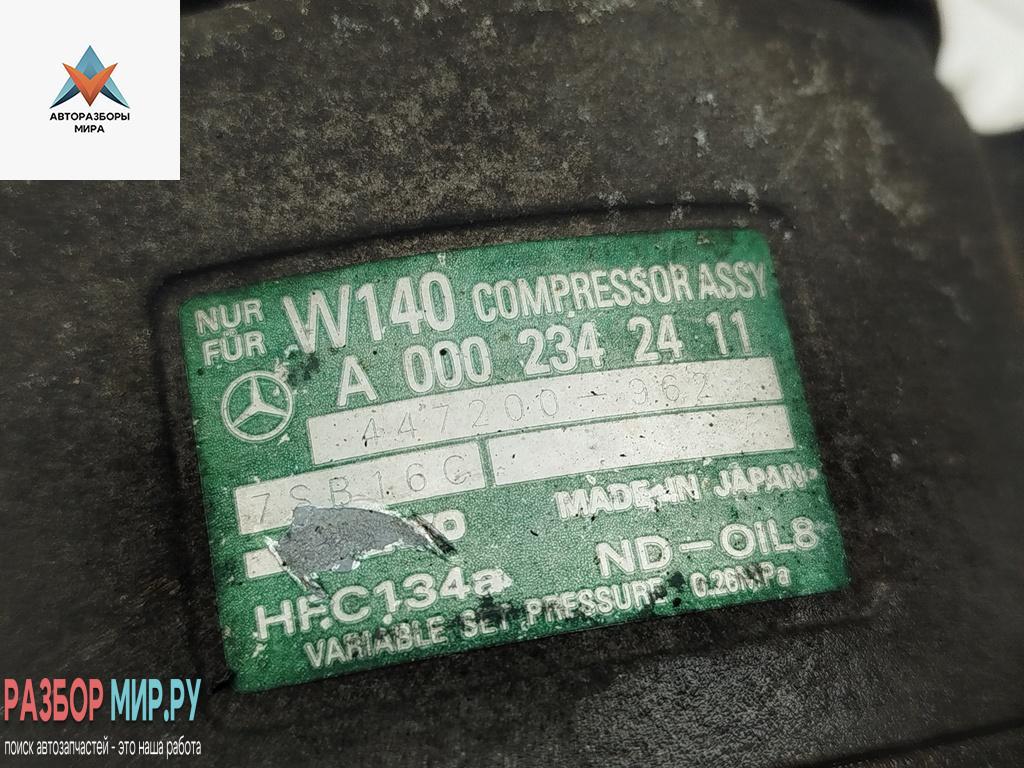 АВТОРАЗБОРЫ
МИРА
NUR FÜR W140 COMPRESSOR ASSY
A 000 234 24 11
447200-962
7SB16C
MADE IN JAPAN
ND-OIL8
HFC134a
VARIABLE SET PRESSURE 0.26MPa
РАЗБОР МИР.РУ
поиск автозапчастей - это наша работа